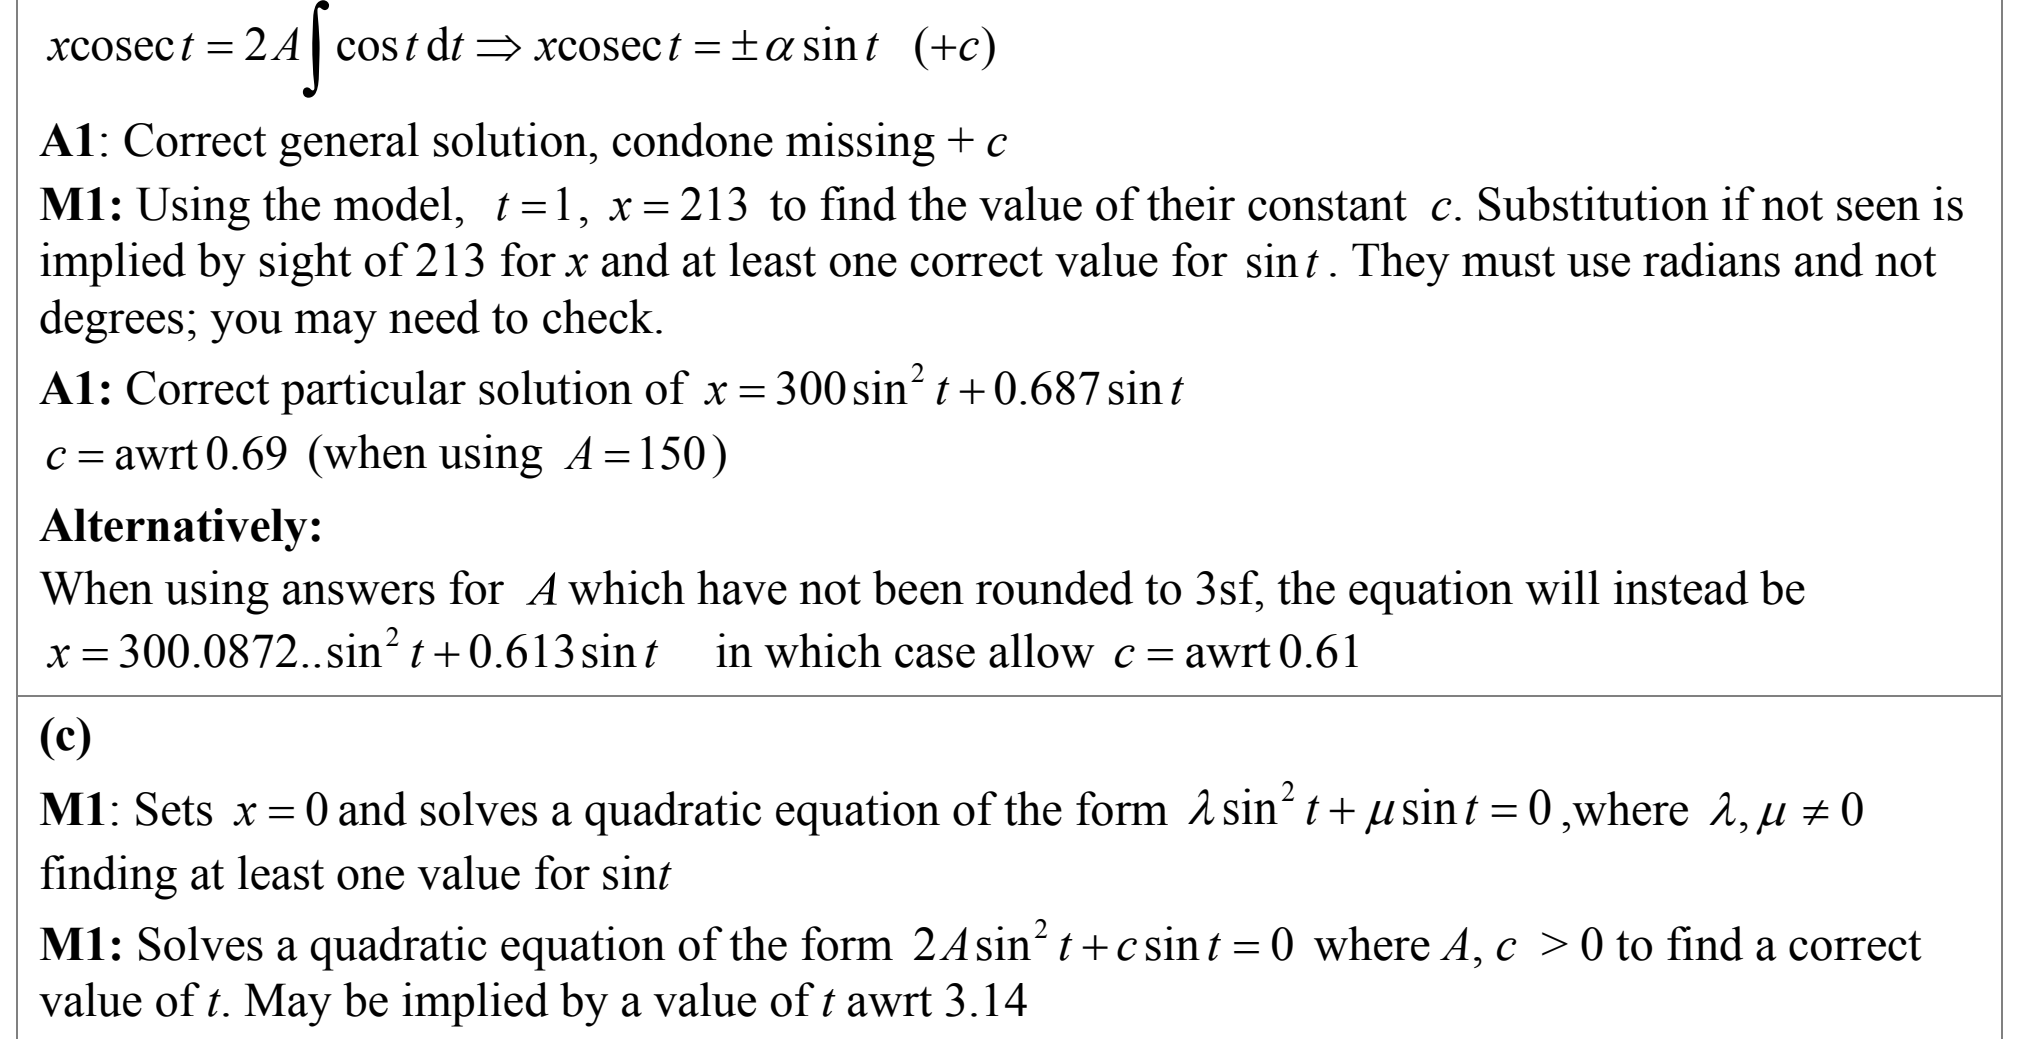 xcosec t = 2A∫cos t dt ⇒ xcosec t = ±α sin t (+c)
A1: Correct general solution, condone missing + c
M1: Using the model, t = 1, x = 213 to find the value of their constant c. Substitution if not seen is
implied by sight of 213 for x and at least one correct value for sin t. They must use radians and not
degrees; you may need to check.
A1: Correct particular solution of x = 300 sin² t + 0.687 sin t
c = awrt 0.69 (when using A = 150)
Alternatively:
When using answers for A which have not been rounded to 3sf, the equation will instead be
x = 300.0872.. sin² t + 0.613 sin t in which case allow c = awrt 0.61
(c)
M1: Sets x = 0 and solves a quadratic equation of the form λ sin² t + μ sin t = 0 ,where λ, μ ≠ 0
finding at least one value for sint
M1: Solves a quadratic equation of the form 2A sin² t + c sin t = 0 where A, c > 0 to find a correct
value of t. May be implied by a value of t awrt 3.14